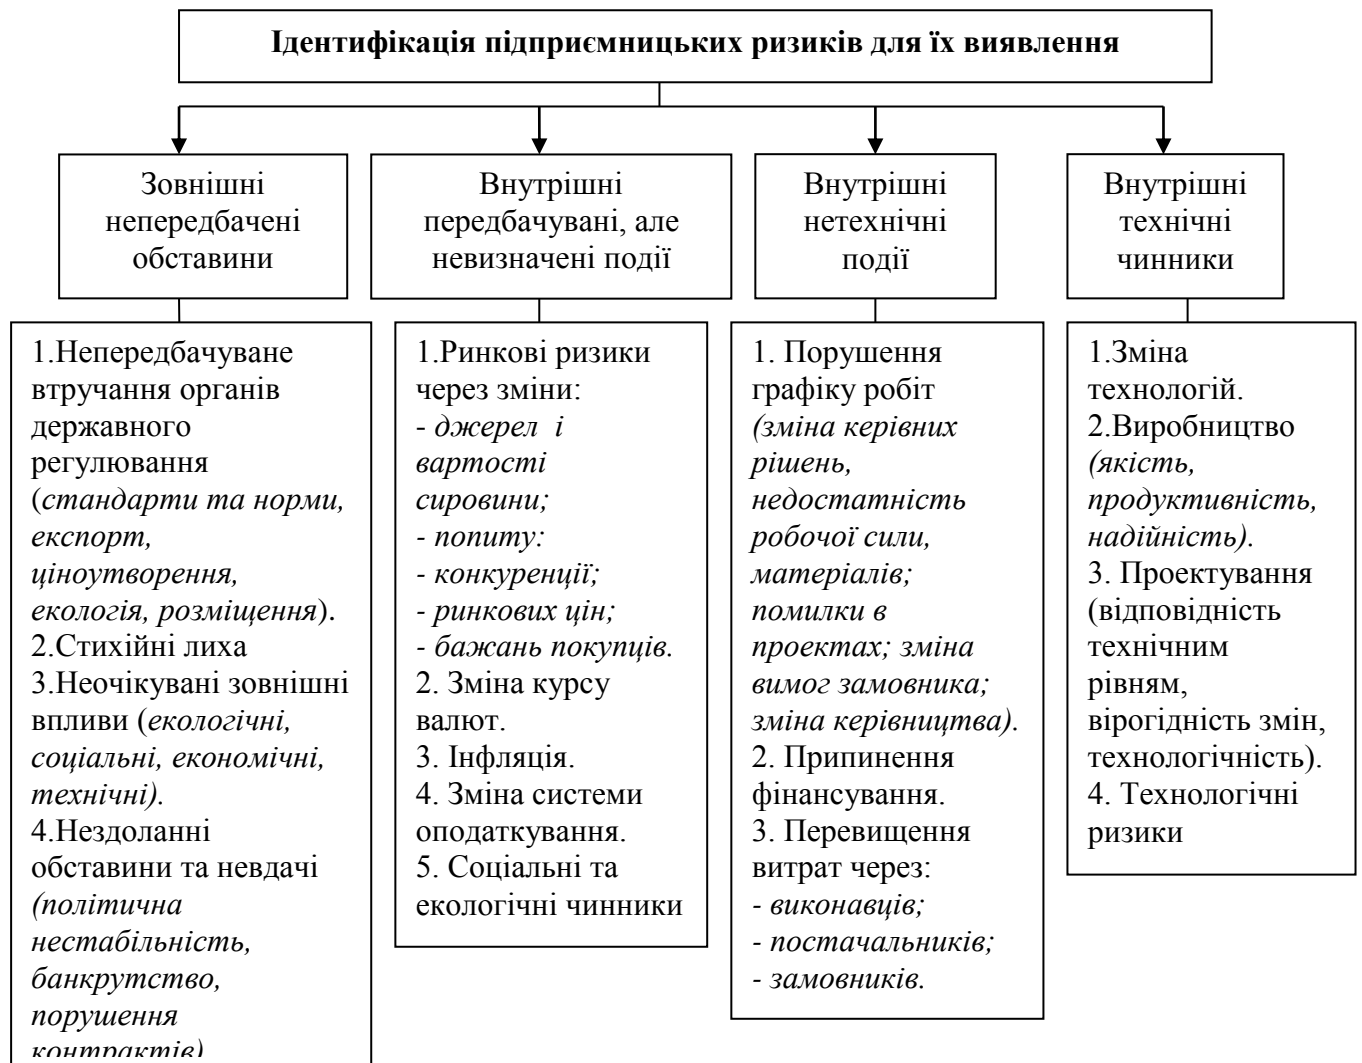 Ідентифікація підприємницьких ризиків для їх виявлення
Зовнішні
непередбачені
обставини
Внутрішні
передбачувані, але
невизначені події
Внутрішні
нетехнічні
події
Внутрішні
технічні
чинники
1.Непередбачуване
втручання органів
державного
регулювання
(стандарти та норми,
експорт,
ціноутворення,
екологія, розміщення).
2.Стихійні лиха
3.Неочікувані зовнішні
впливи (екологічні,
соціальні, економічні,
технічні).
4.Нездоланні
обставини та невдачі
(політична
нестабільність,
банкрутство,
порушення
контрактів)
1.Ринкові ризики
через зміни:
- джерел і
вартості
сировини;
- попиту:
- конкуренції;
- ринкових цін;
- бажань покупців.
2. Зміна курсу
валют.
3. Інфляція.
4. Зміна системи
оподаткування.
5. Соціальні та
екологічні чинники
1. Порушення
графіку робіт
(зміна керівних
рішень,
недостатність
робочої сили,
матеріалів;
помилки в
проектах; зміна
вимог замовника;
зміна керівництва).
2. Припинення
фінансування.
3. Перевищення
витрат через:
- виконавців;
- постачальників;
- замовників.
1.Зміна
технологій.
2.Виробництво
(якість,
продуктивність,
надійність).
3. Проектування
(відповідність
технічним
рівням,
вірогідність змін,
технологічність).
4. Технологічні
ризики